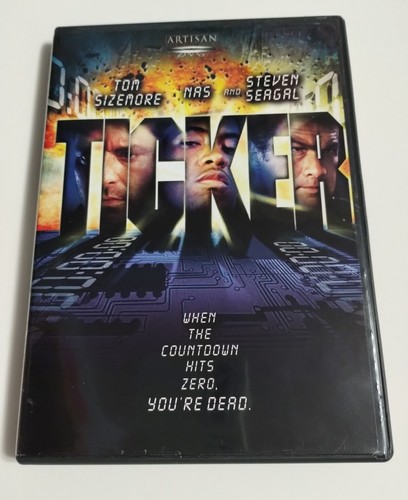 ARTISAN
TOM SIZEMORE NAS AND STEVEN SEAGAL
TICKER
WHEN
THE
COUNTDOWN
HITS
ZERO,
YOU'RE DEAD.